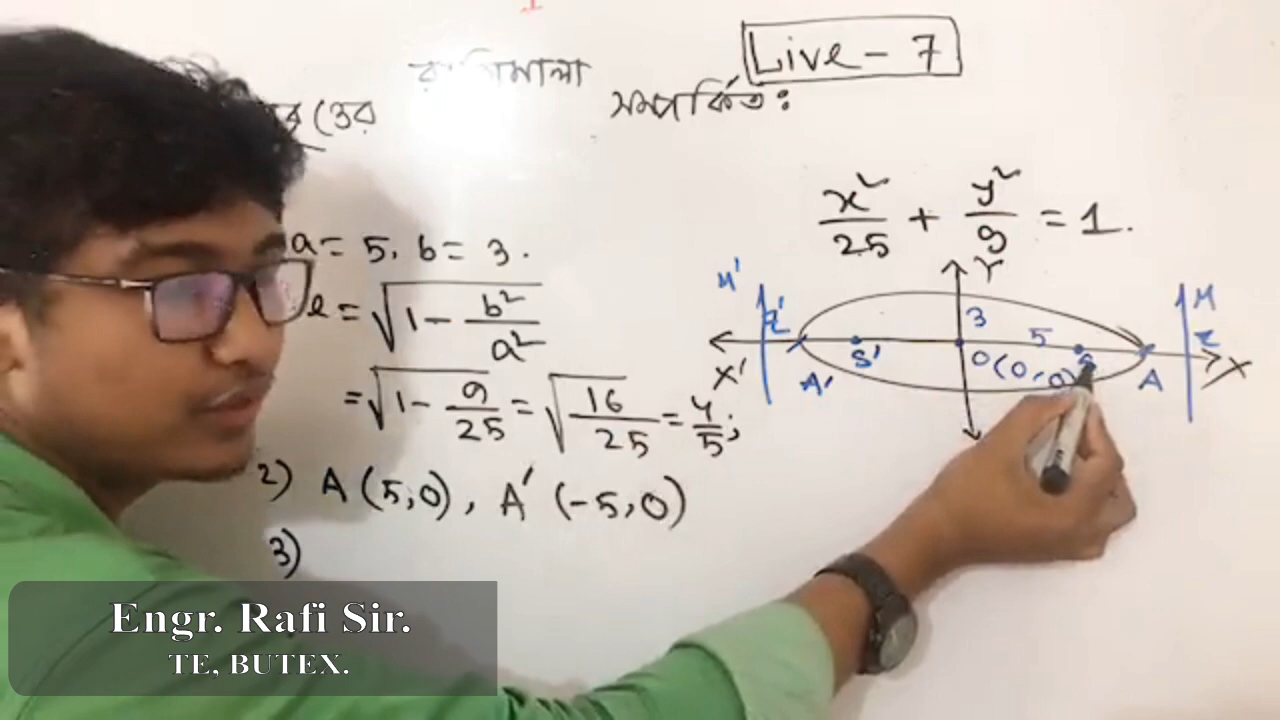 Live - 7
সম্পর্কিত:
x²/25 + y²/9 = 1.
a = 5, b = 3.
e = √(1 - b²/a²)
= √(1 - 9/25) = √(16/25) = 4/5;
2) A (5,0), A' (-5,0)
3)
Y
M'
M
Z'
3
5
Z
S'
O(0,0)
X'
A'
A
X
Engr. Rafi Sir.
TE, BUTEX.